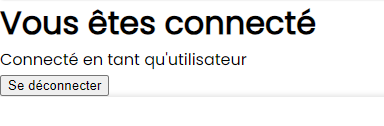 Vous êtes connecté
Connecté en tant qu'utilisateur
Se déconnecter